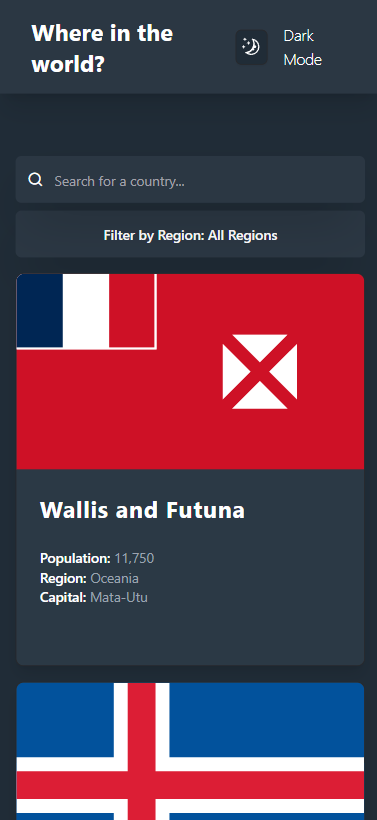 Where in the
world?
Dark
Mode
Search for a country...
Filter by Region: All Regions
Wallis and Futuna
Population: 11,750
Region: Oceania
Capital: Mata-Utu